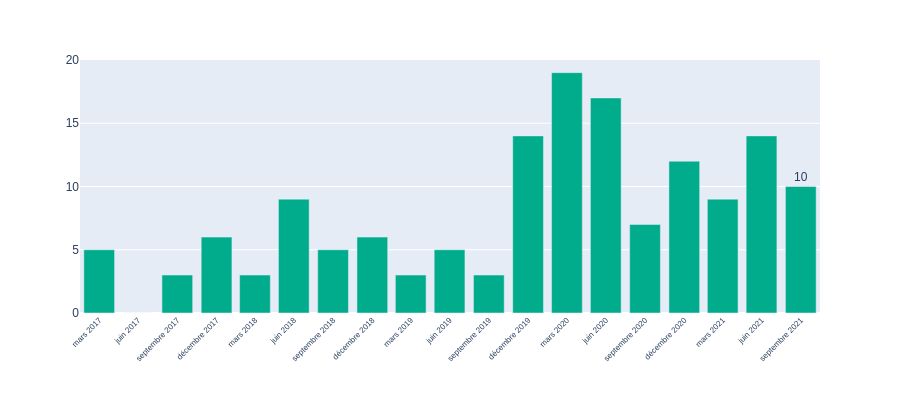 20
15
10
5
0
10
mars 2017
juin 2017
septembre 2017
décembre 2017
mars 2018
juin 2018
septembre 2018
décembre 2018
mars 2019
juin 2019
septembre 2019
décembre 2019
mars 2020
juin 2020
septembre 2020
décembre 2020
mars 2021
juin 2021
septembre 2021